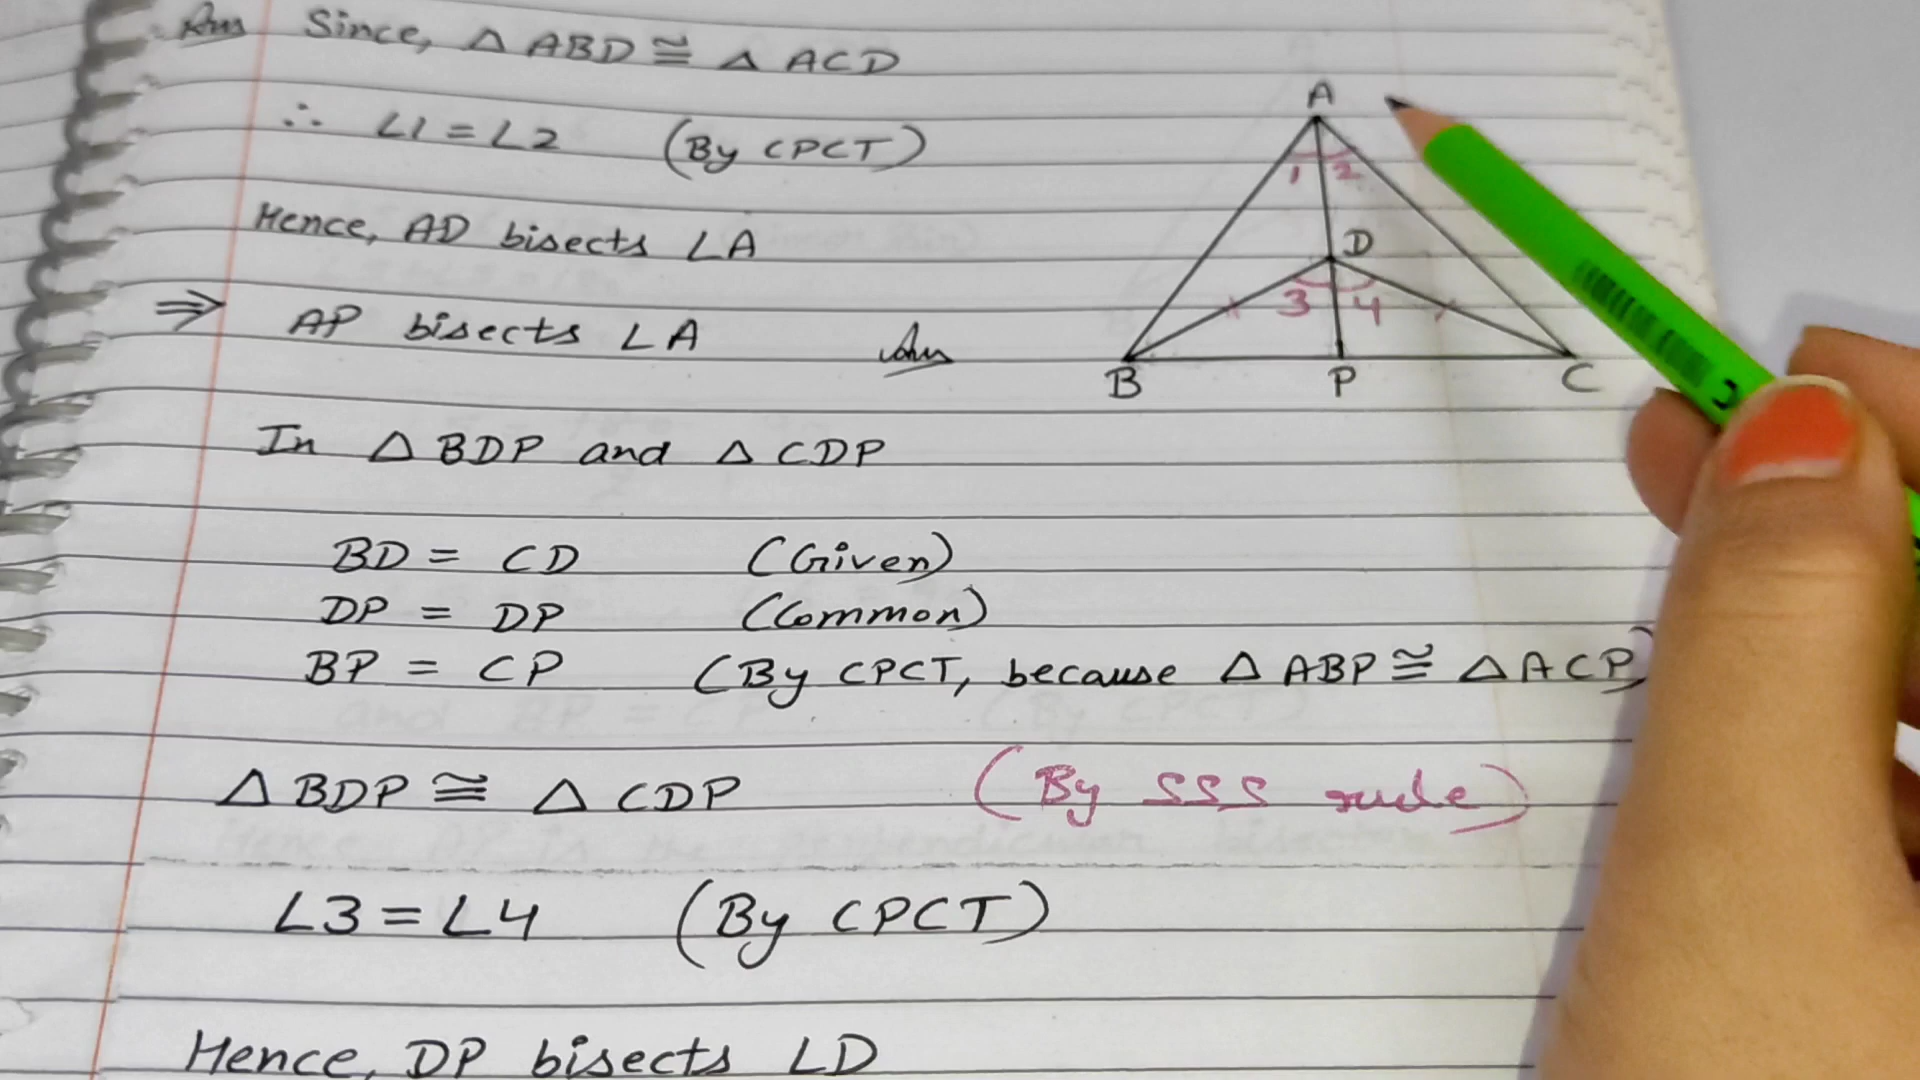 Ans Since, △ ABD ≅ △ ACD
∴ ∠1 = ∠2 (By CPCT)
Hence, AD bisects ∠A
⇒ AP bisects ∠A Ans
In △ BDP and △ CDP
BD = CD (Given)
DP = DP (Common)
BP = CP (By CPCT, because △ ABP ≅ △ ACP)
△ BDP ≅ △ CDP (By SSS rule)
∠3 = ∠4 (By CPCT)
Hence, DP bisects ∠D
A
1 2
D
3 4
B P C